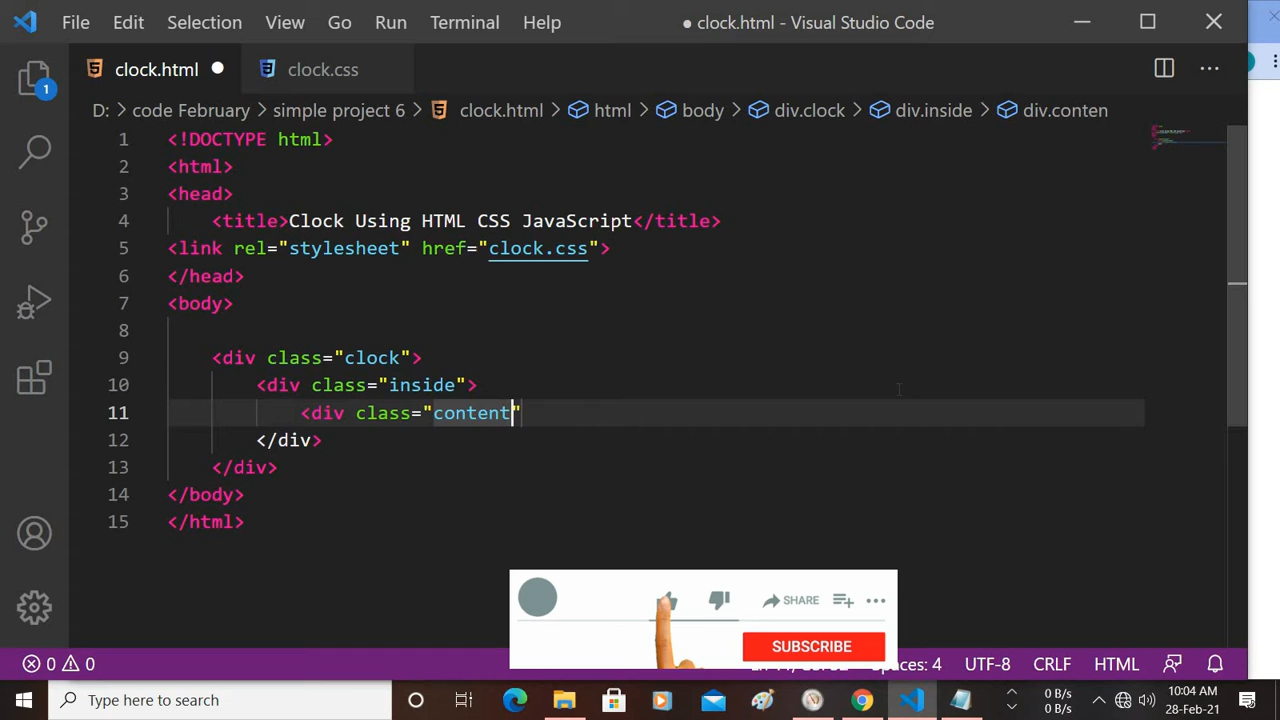 File Edit Selection View Go Run Terminal Help ● clock.html - Visual Studio Code
clock.html ● clock.css
1
D: > code February > simple project 6 > clock.html > html > body > div.clock > div.inside > div.conten
1 <!DOCTYPE html>
2 <html>
3 <head>
4 <title>Clock Using HTML CSS JavaScript</title>
5 <link rel="stylesheet" href="clock.css">
6 </head>
7 <body>
8
9 <div class="clock">
10 <div class="inside">
11 <div class="content"
12 </div>
13 </div>
14 </body>
15 </html>
SHARE
SUBSCRIBE
0 0 Spaces: 4 UTF-8 CRLF HTML
Type here to search
0 B/s
0 B/s
10:04 AM
28-Feb-21